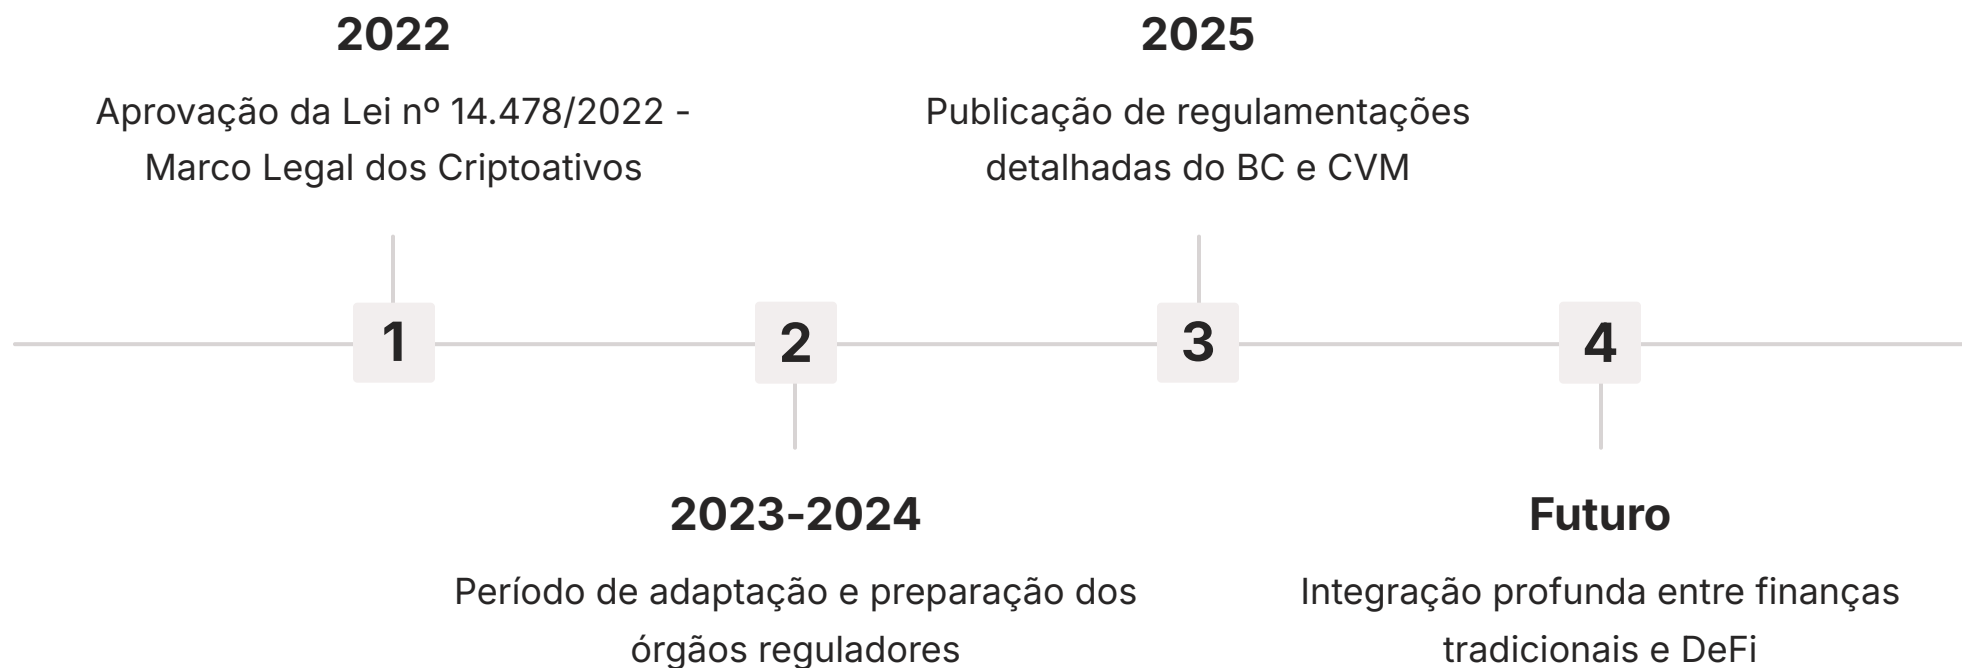 2022
Aprovação da Lei nº 14.478/2022 -
Marco Legal dos Criptoativos
2025
Publicação de regulamentações
detalhadas do BC e CVM
1
2
3
4
2023-2024
Período de adaptação e preparação dos
órgãos reguladores
Futuro
Integração profunda entre finanças
tradicionais e DeFi